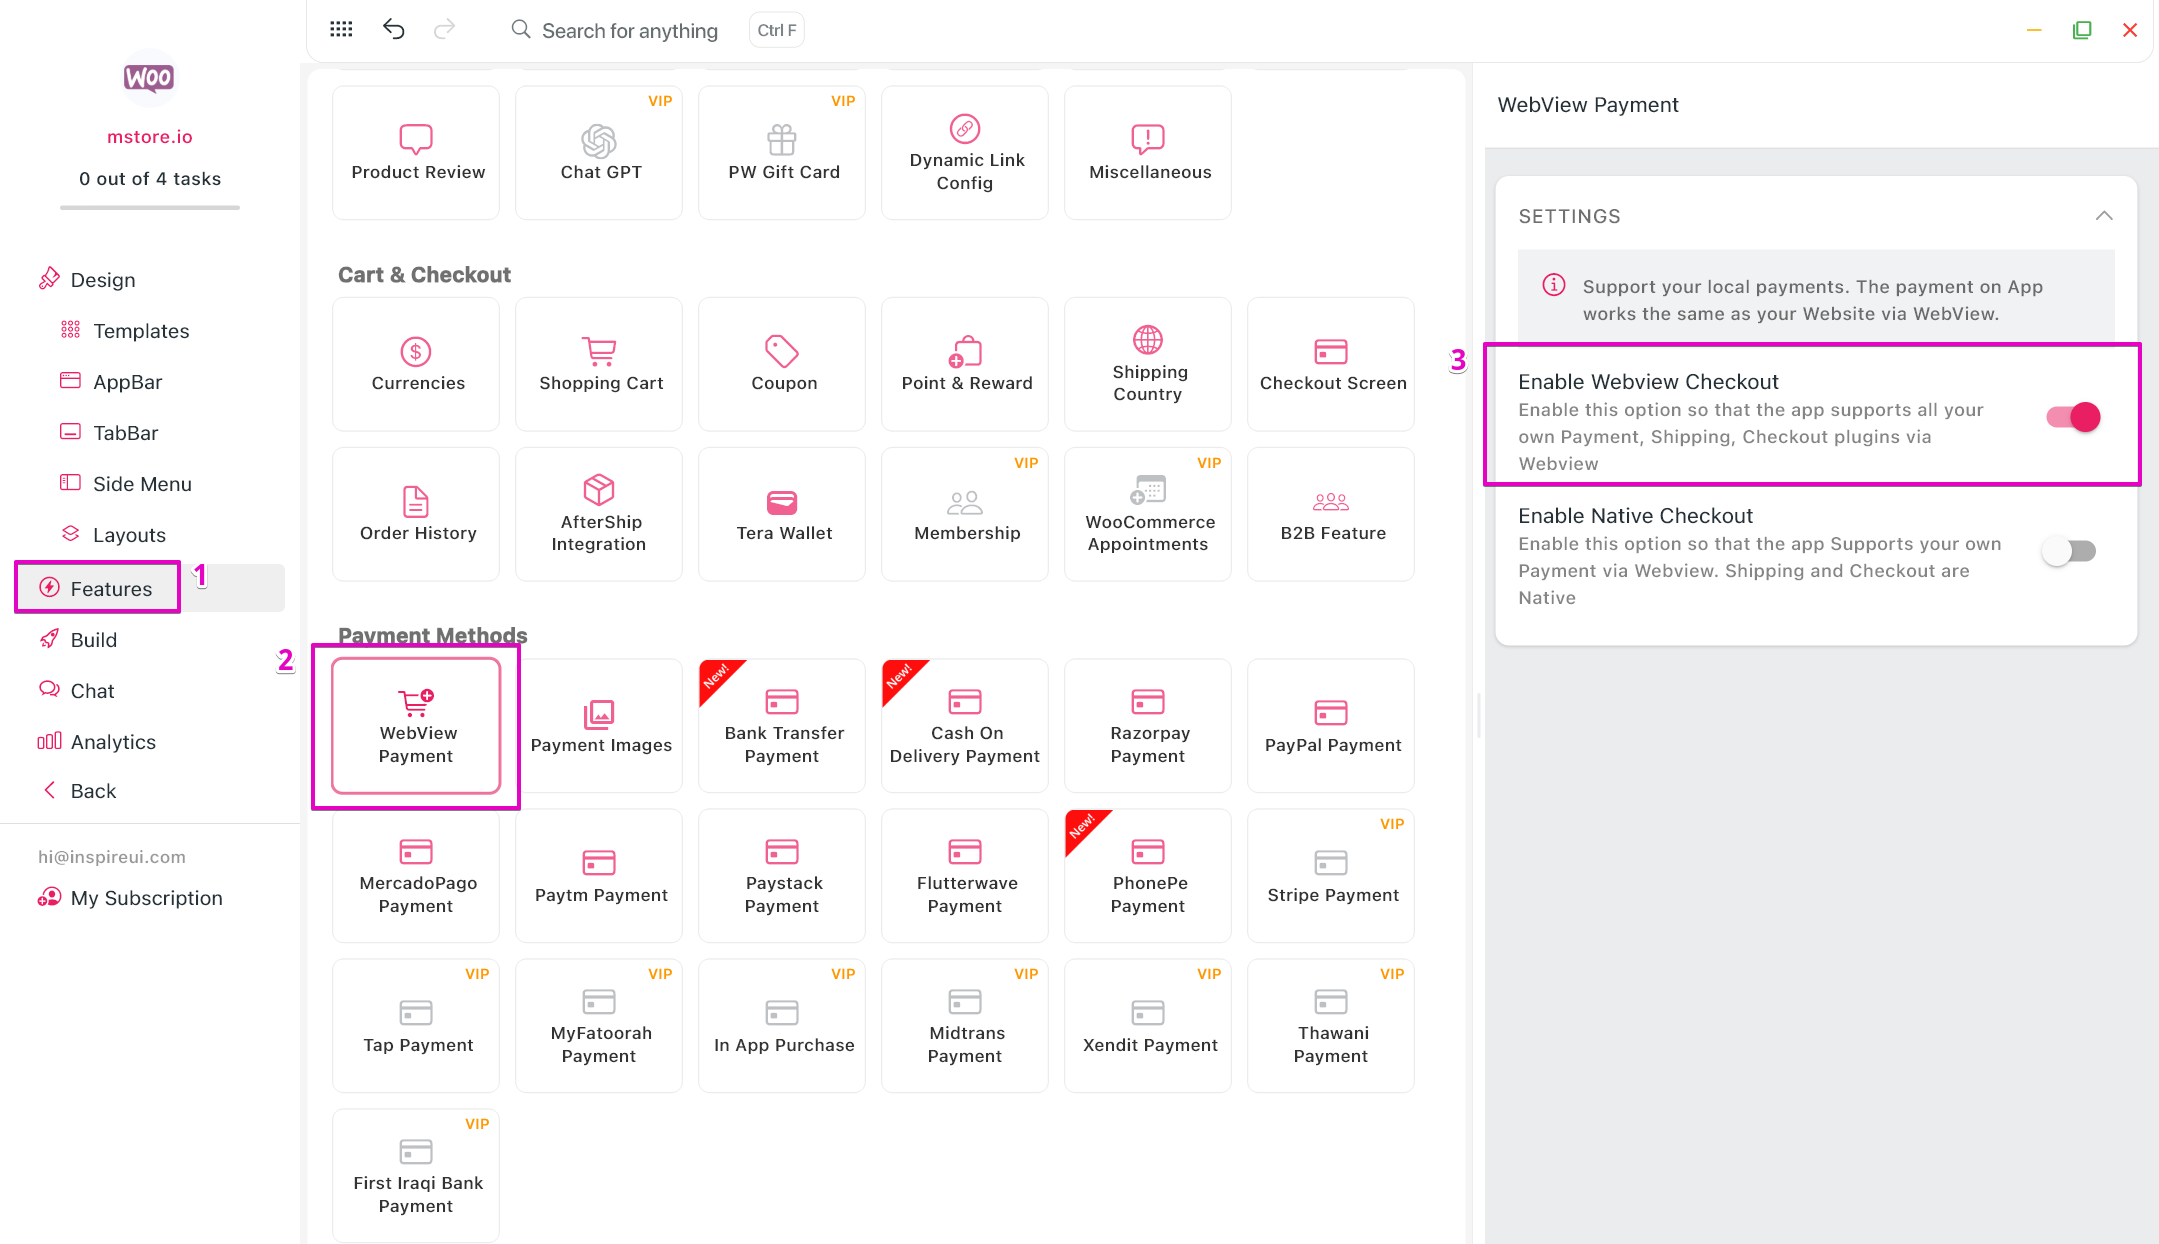 Woo
mstore.io
0 out of 4 tasks
Design
Templates
AppBar
TabBar
Side Menu
Layouts
Features
1
Build
Chat
Analytics
Back
hi@inspireui.com
My Subscription
Search for anything
Ctrl F
Product Review
VIP
Chat GPT
VIP
PW Gift Card
Dynamic Link
Config
Miscellaneous
Cart & Checkout
Currencies
Shopping Cart
Coupon
Point & Reward
Shipping
Country
Checkout Screen
Order History
AfterShip
Integration
Tera Wallet
VIP
Membership
VIP
WooCommerce
Appointments
B2B Feature
Payment Methods
2
WebView
Payment
Payment Images
New!
Bank Transfer
Payment
New!
Cash On
Delivery Payment
Razorpay
Payment
PayPal Payment
MercadoPago
Payment
Paytm Payment
Paystack
Payment
Flutterwave
Payment
New!
PhonePe
Payment
VIP
Stripe Payment
VIP
Tap Payment
VIP
MyFatoorah
Payment
VIP
In App Purchase
VIP
Midtrans
Payment
VIP
Xendit Payment
VIP
Thawani
Payment
VIP
First Iraqi Bank
Payment
WebView Payment
SETTINGS
Support your local payments. The payment on App
works the same as your Website via WebView.
3
Enable Webview Checkout
Enable this option so that the app supports all your
own Payment, Shipping, Checkout plugins via
Webview
Enable Native Checkout
Enable this option so that the app Supports your own
Payment via Webview. Shipping and Checkout are
Native